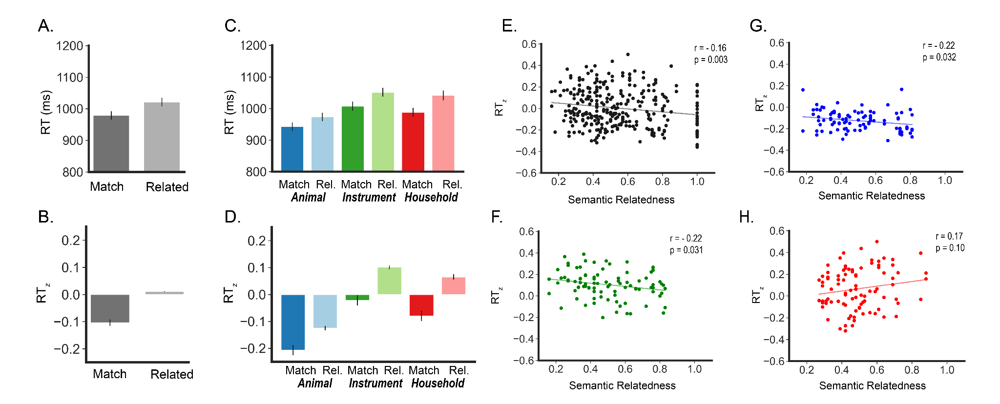 A.
1200
1100
1000
900
800
RT (ms)
Match Related
B.
0.2
0.1
0.0
−0.1
−0.2
RTz
Match Related
C.
1200
1100
1000
900
800
RT (ms)
Match Rel. Match Rel. Match Rel.
Animal Instrument Household
D.
0.2
0.1
0.0
−0.1
−0.2
RTz
Match Rel. Match Rel. Match Rel.
Animal Instrument Household
E.
r = - 0.16
p = 0.003
0.6
0.4
0.2
0.0
−0.2
−0.4
−0.6
RTz
0.2 0.4 0.6 0.8 1.0
Semantic Relatedness
F.
r = - 0.22
p = 0.031
0.6
0.4
0.2
0.0
−0.2
−0.4
−0.6
RTz
0.2 0.4 0.6 0.8 1.0
Semantic Relatedness
G.
r = - 0.22
p = 0.032
0.6
0.4
0.2
0.0
−0.2
−0.4
−0.6
RTz
0.2 0.4 0.6 0.8 1.0
Semantic Relatedness
H.
r = 0.17
p = 0.10
0.6
0.4
0.2
0.0
−0.2
−0.4
−0.6
RTz
0.2 0.4 0.6 0.8 1.0
Semantic Relatedness